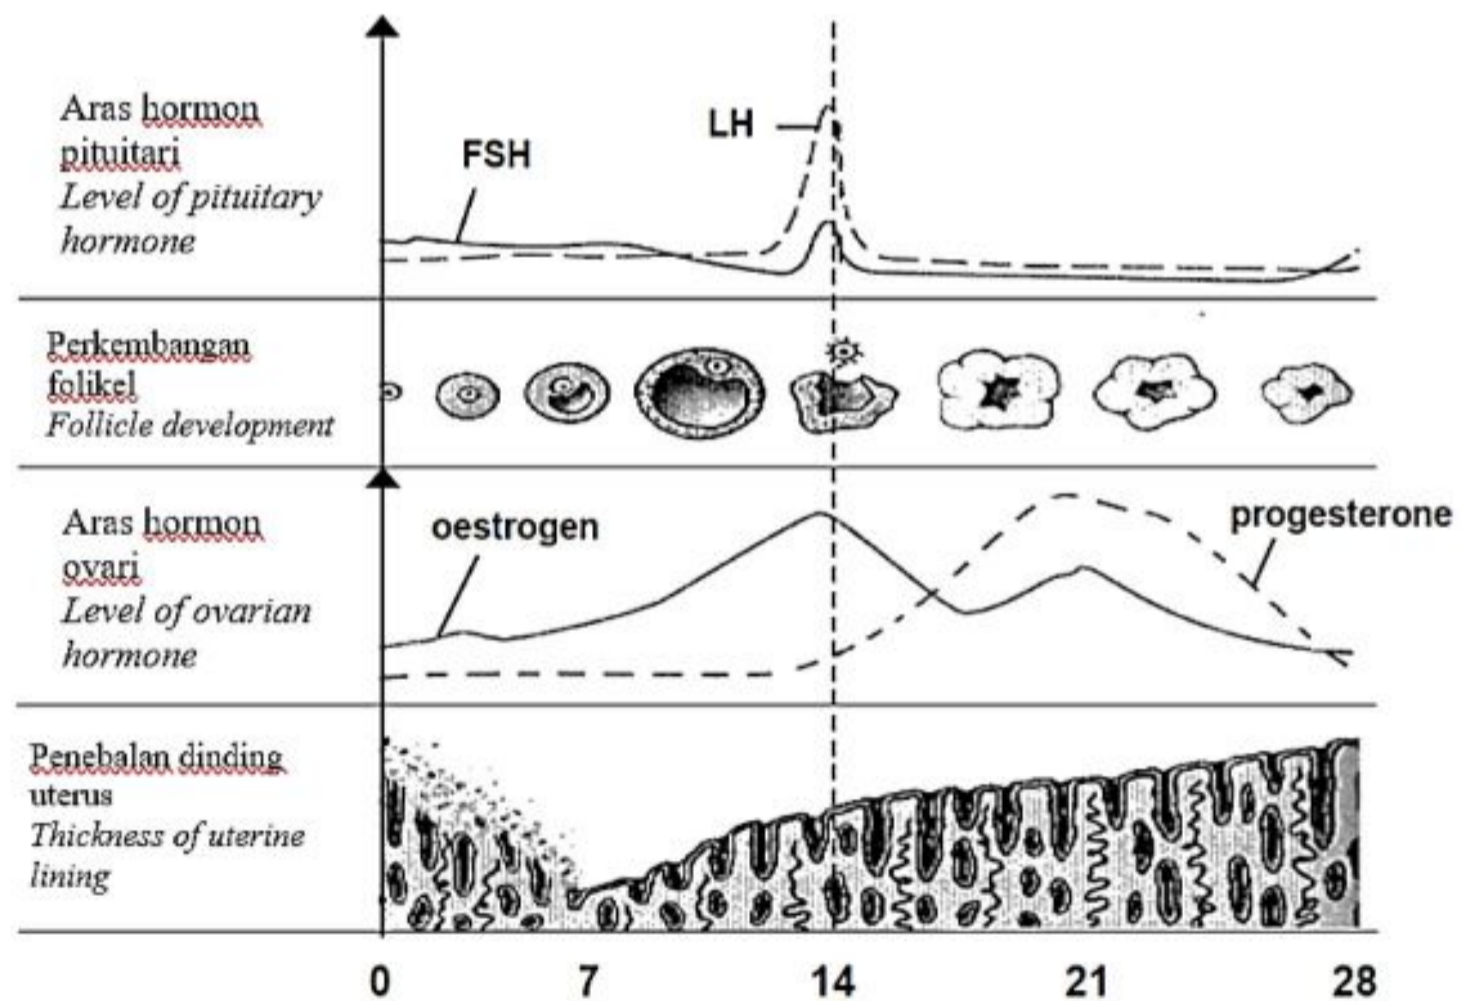 Aras hormon
pituitari
Level of pituitary
hormone
FSH
LH
Perkembangan
folikel
Follicle development
Aras hormon
ovari
Level of ovarian
hormone
oestrogen
progesterone
Penebalan dinding
uterus
Thickness of uterine
lining
0 7 14 21 28